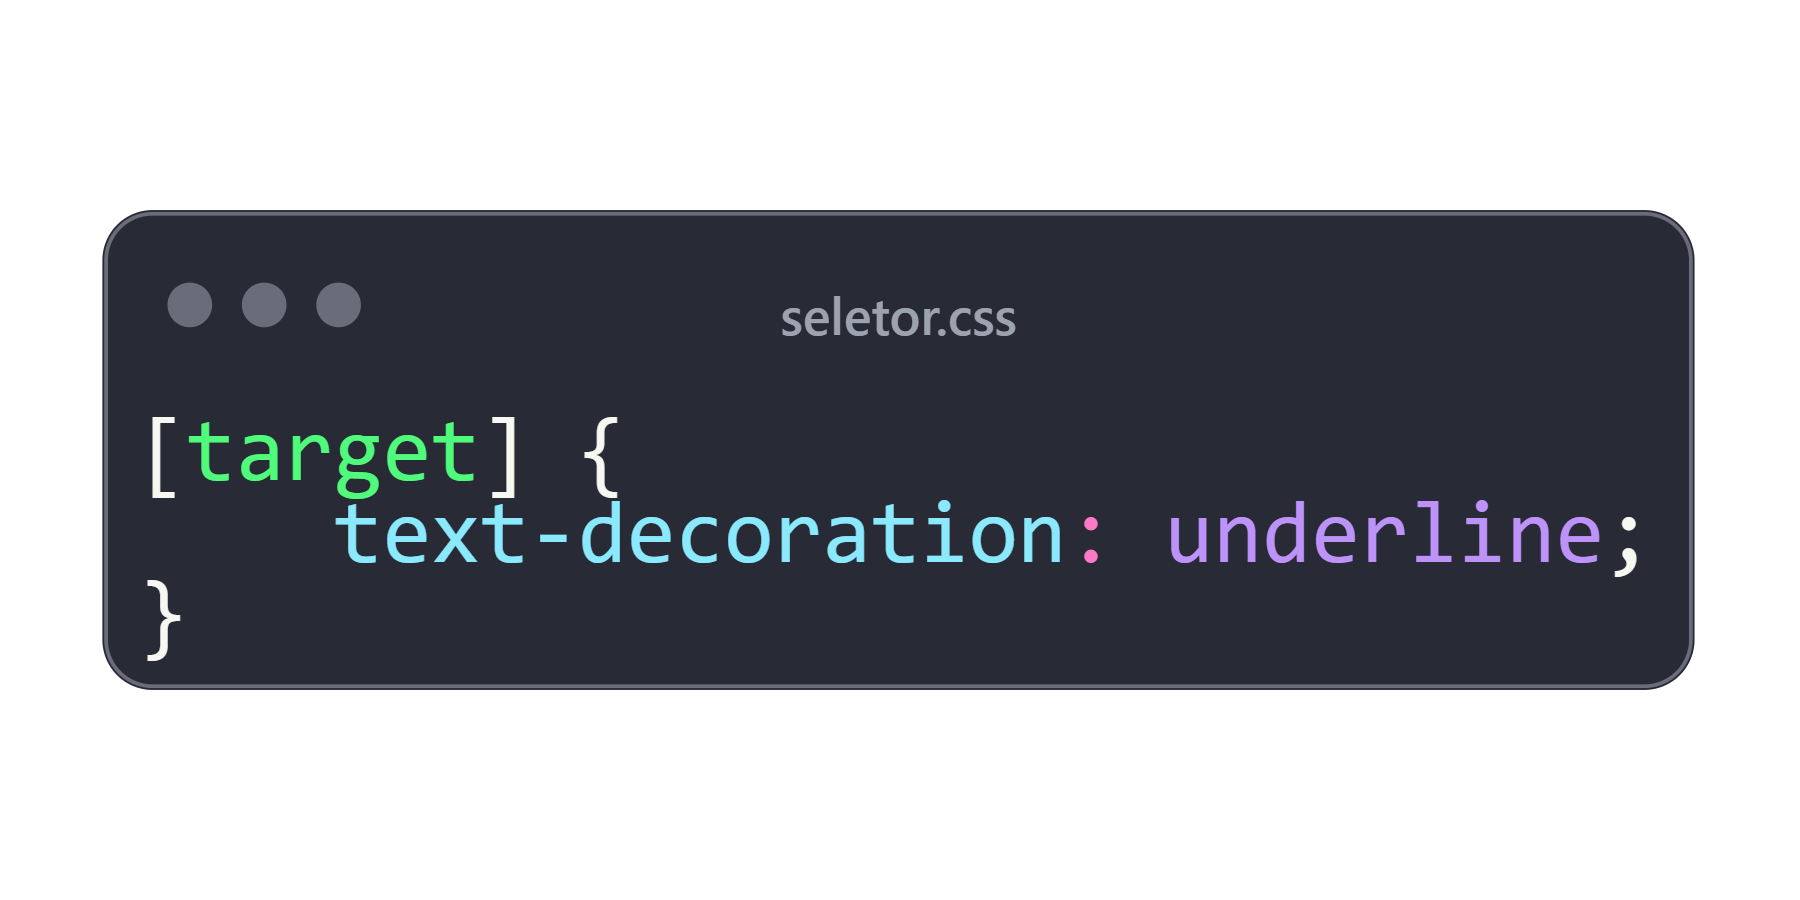 seletor.css
[target] {
    text-decoration: underline;
}